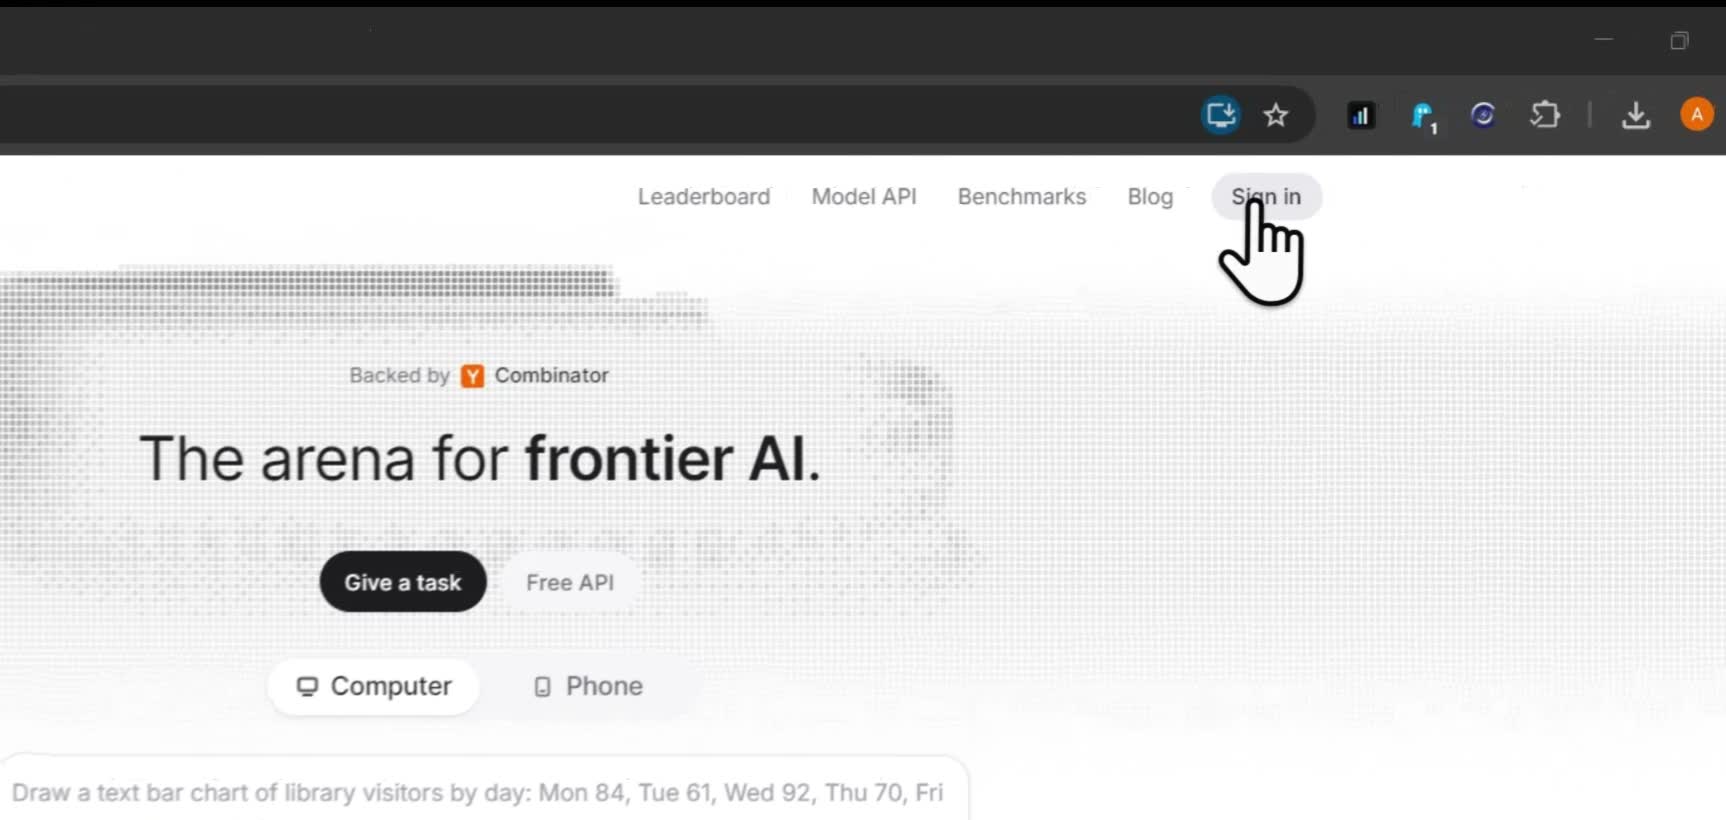 1
A
Leaderboard Model API Benchmarks Blog Sign in
Backed by Y Combinator
The arena for frontier AI.
Give a task Free API
Computer Phone
Draw a text bar chart of library visitors by day: Mon 84, Tue 61, Wed 92, Thu 70, Fri